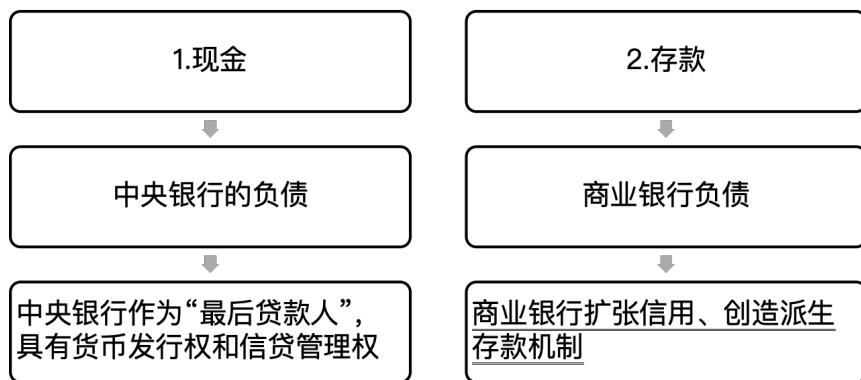 1.现金
2.存款
中央银行的负债
商业银行负债
中央银行作为“最后贷款人”，
具有货币发行权和信贷管理权
商业银行扩张信用、创造派生
存款机制